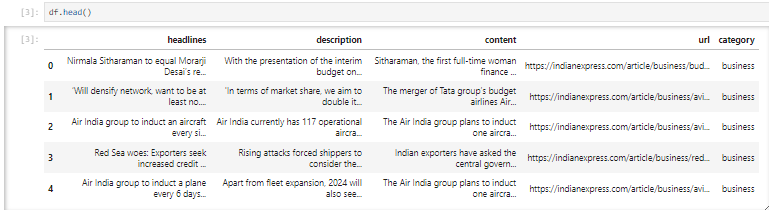 [3]: df.head()
[3]:
headlines description content url category
0 Nirmala Sitharaman to equal Morarji Desai's re... With the presentation of the interim budget on... Sitharaman, the first full-time woman finance ... https://indianexpress.com/article/business/bud... business
1 'Will densify network, want to be at least no.... 'In terms of market share, we aim to double it... The merger of Tata group's budget airlines Air... https://indianexpress.com/article/business/avi... business
2 Air India group to induct an aircraft every si... Air India currently has 117 operational aircra... The Air India group plans to induct one aircra... https://indianexpress.com/article/business/avi... business
3 Red Sea woes: Exporters seek increased credit ... Rising attacks forced shippers to consider the... Indian exporters have asked the central govern... https://indianexpress.com/article/business/red... business
4 Air India group to induct a plane every 6 days... Apart from fleet expansion, 2024 will also see... The Air India group plans to induct one aircra... https://indianexpress.com/article/business/avi... business